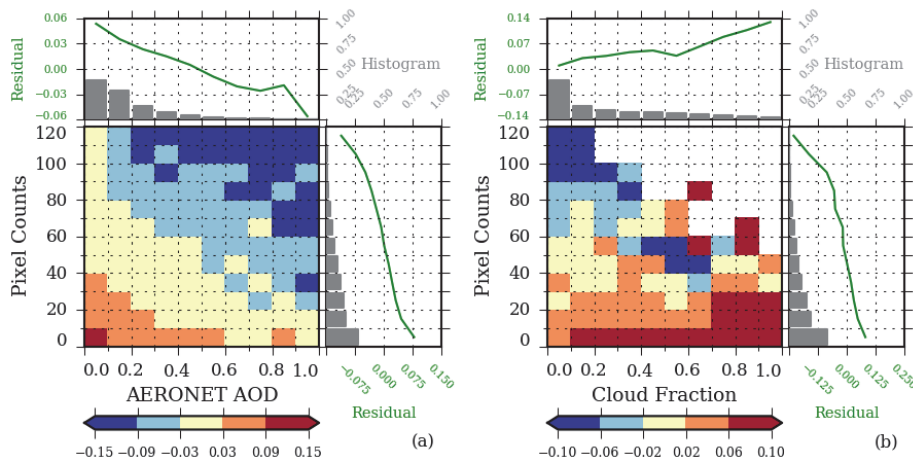 0.06
0.03
0.00
−0.03
−0.06
Residual
1.00
0.75
0.50
0.25
Histogram
0.25
0.50
0.75
1.00
120
100
80
60
40
20
0
Pixel Counts
0.0 0.2 0.4 0.6 0.8 1.0
AERONET AOD
−0.075 0.000 0.075 0.150
Residual
−0.15 −0.09 −0.03 0.03 0.09 0.15
(a)
0.14
0.07
0.00
−0.07
−0.14
Residual
1.00
0.75
0.50
0.25
Histogram
0.25
0.50
0.75
1.00
120
100
80
60
40
20
0
Pixel Counts
0.0 0.2 0.4 0.6 0.8 1.0
Cloud Fraction
−0.125 0.000 0.125 0.250
Residual
−0.10 −0.06 −0.02 0.02 0.06 0.10
(b)